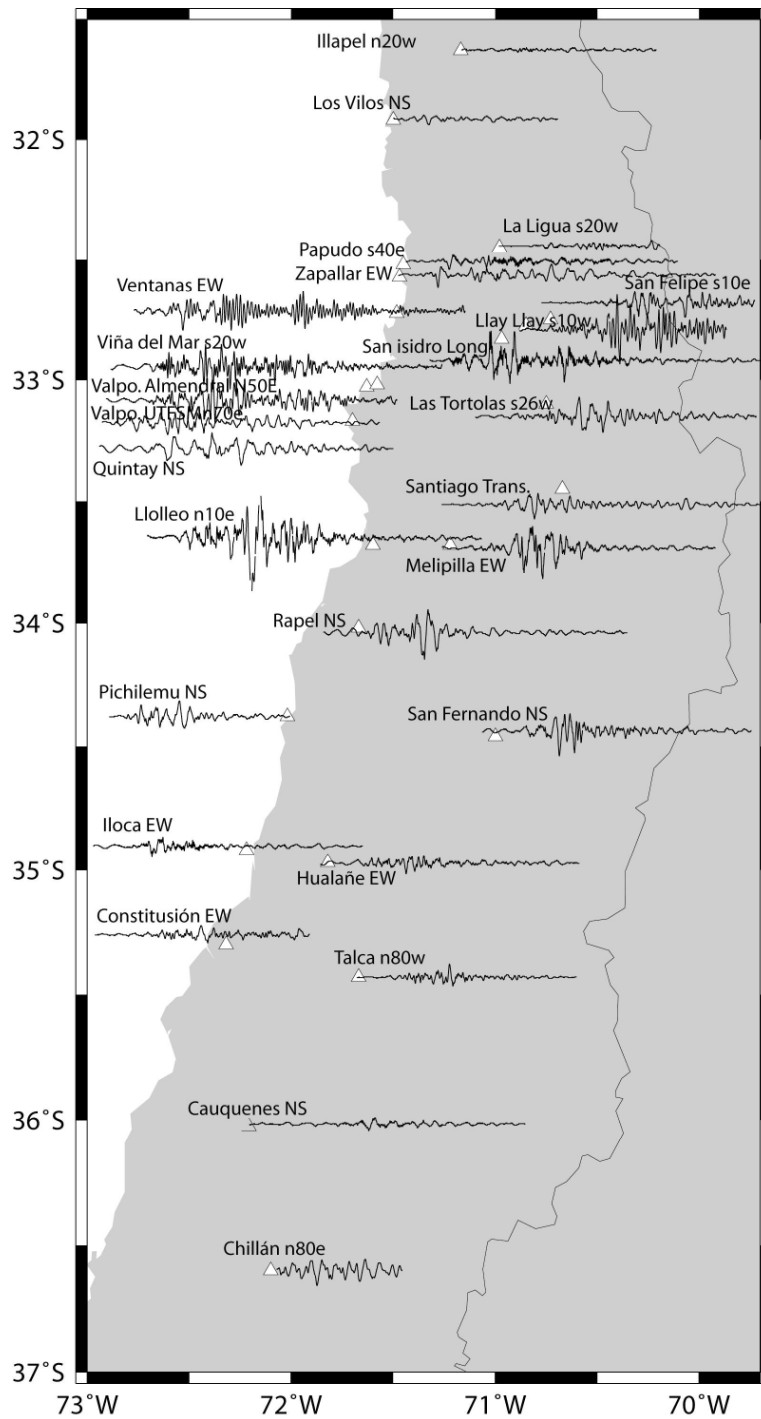 Illapel n20w
Los Vilos NS
32°S
La Ligua s20w
Papudo s40e
Zapallar EW
Ventanas EW
San Felipe s10e
Llay Llay s10w
Viña del Mar s20w
San isidro Long
33°S
Valpo. Almendral N50E
Las Tortolas s26w
Valpo. UTFSM n70e
Quintay NS
Santiago Trans.
Llolleo n10e
Melipilla EW
34°S
Rapel NS
Pichilemu NS
San Fernando NS
Iloca EW
35°S
Hualañe EW
Constitusión EW
Talca n80w
Cauquenes NS
36°S
Chillán n80e
37°S
73°W 72°W 71°W 70°W